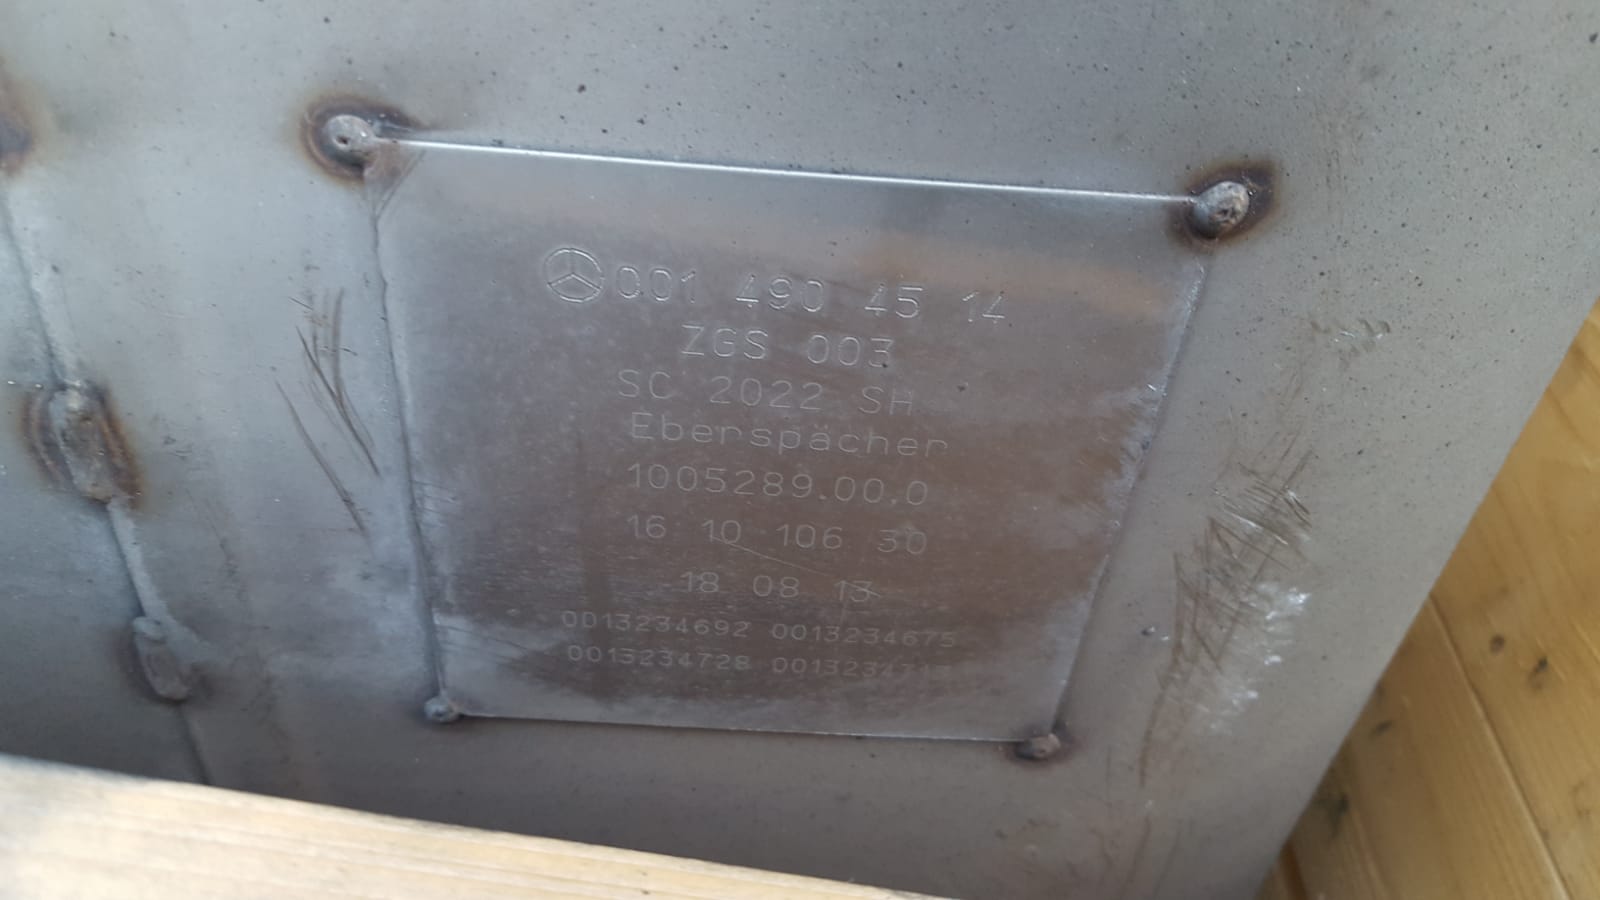 001 490 45 14
ZGS 003
SC 2022 SH
Eberspächer
1005289.00.0
16 10 106 30
18 08 13
0013234692 0013234675
0013234728